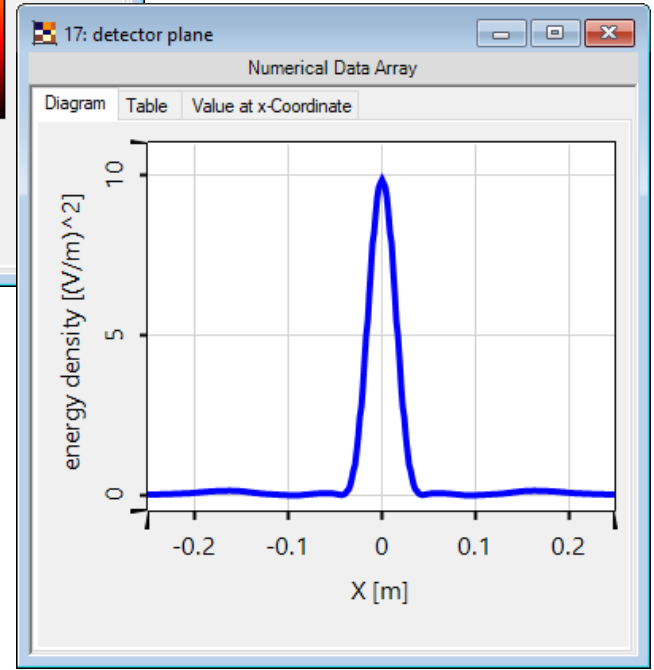 17: detector plane
Numerical Data Array
Diagram Table Value at x-Coordinate
energy density [(V/m)^2]
10
5
0
-0.2 -0.1 0 0.1 0.2
X [m]